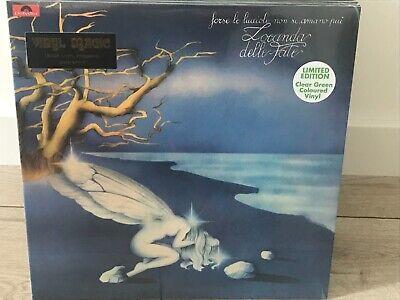 forse le lucciole non si amano più
Locanda
delle Fate
VINYL MAGIC
LIMITED
EDITION
Clear Green
Coloured
Vinyl